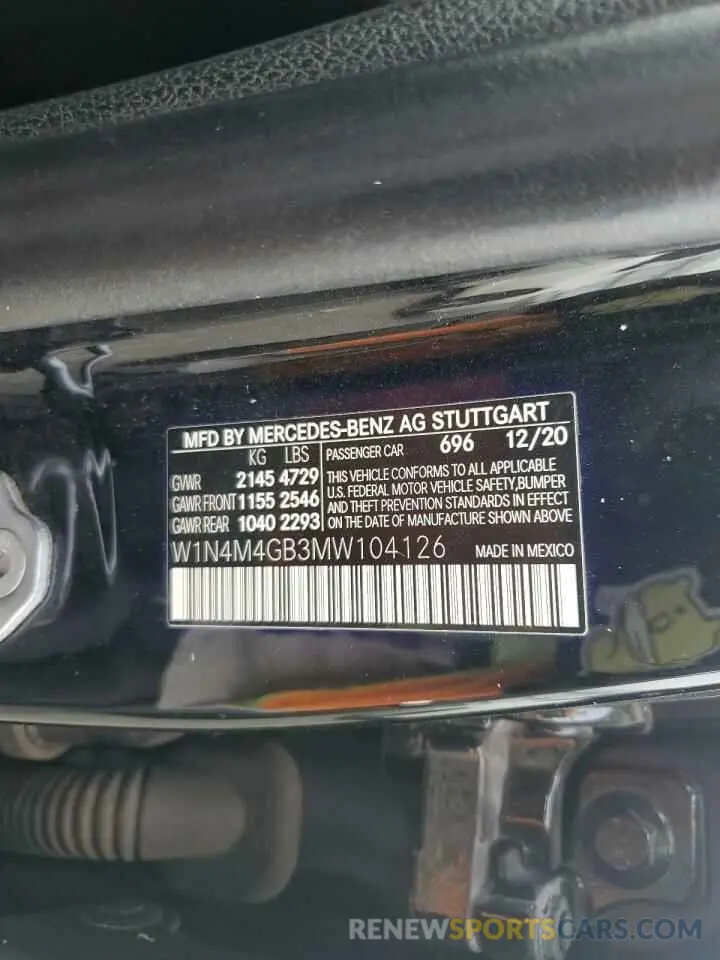 MFD BY MERCEDES-BENZ AG STUTTGART
KG LBS
GVWR 2145 4729
GAWR FRONT 1155 2546
GAWR REAR 1040 2293
PASSENGER CAR 696 12/20
THIS VEHICLE CONFORMS TO ALL APPLICABLE
U.S. FEDERAL MOTOR VEHICLE SAFETY, BUMPER
AND THEFT PREVENTION STANDARDS IN EFFECT
ON THE DATE OF MANUFACTURE SHOWN ABOVE
W1N4M4GB3MW104126 MADE IN MEXICO
RENEWSPORTSCARS.COM